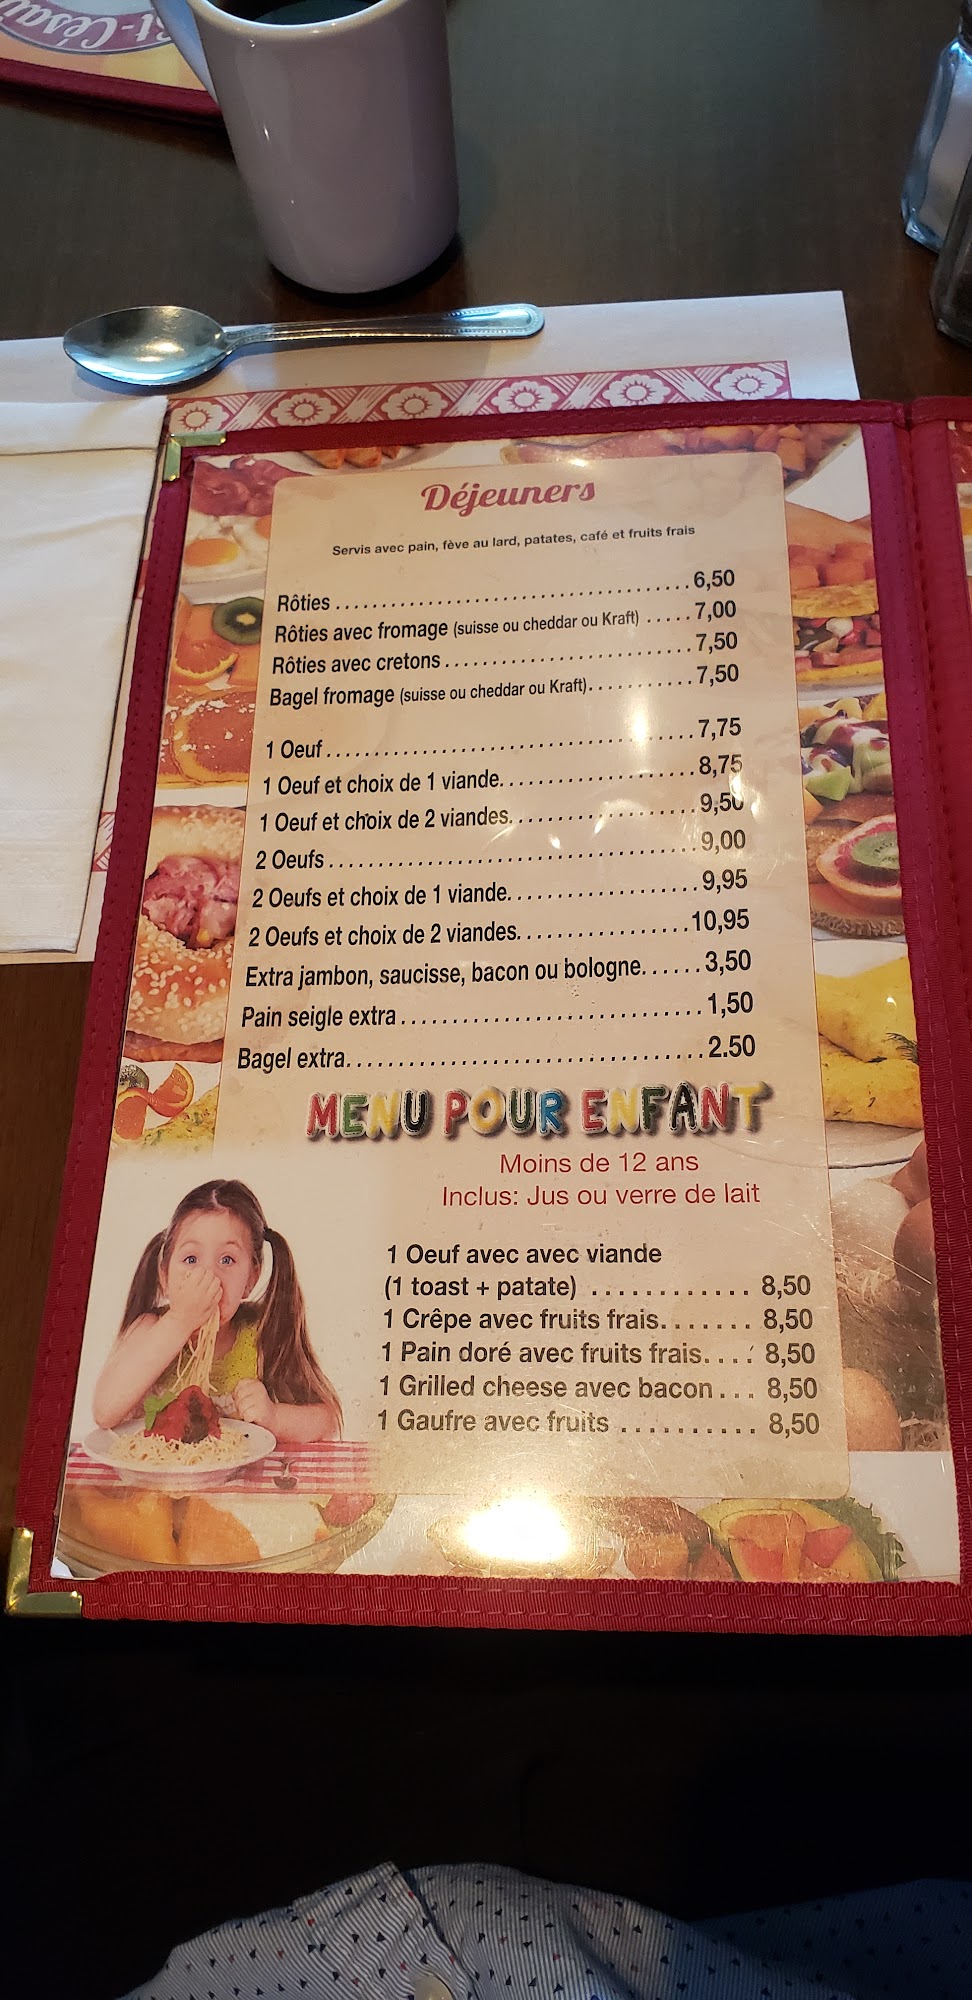 St-Césai
Déjeuners
Servis avec pain, fève au lard, patates, café et fruits frais
Rôties ........................................ 6,50
Rôties avec fromage (suisse ou cheddar ou Kraft) ..... 7,00
Rôties avec cretons ........................... 7,50
Bagel fromage (suisse ou cheddar ou Kraft) ............ 7,50
1 Oeuf ........................................ 7,75
1 Oeuf et choix de 1 viande .................... 8,75
1 Oeuf et choix de 2 viandes ................... 9,50
2 Oeufs ....................................... 9,00
2 Oeufs et choix de 1 viande ................... 9,95
2 Oeufs et choix de 2 viandes ................. 10,95
Extra jambon, saucisse, bacon ou bologne ...... 3,50
Pain seigle extra .............................. 1,50
Bagel extra ................................... 2.50
MENU POUR ENFANT
Moins de 12 ans
Inclus: Jus ou verre de lait
1 Oeuf avec avec viande
(1 toast + patate) ............ 8,50
1 Crêpe avec fruits frais ....... 8,50
1 Pain doré avec fruits frais .... 8,50
1 Grilled cheese avec bacon ... 8,50
1 Gaufre avec fruits .......... 8,50